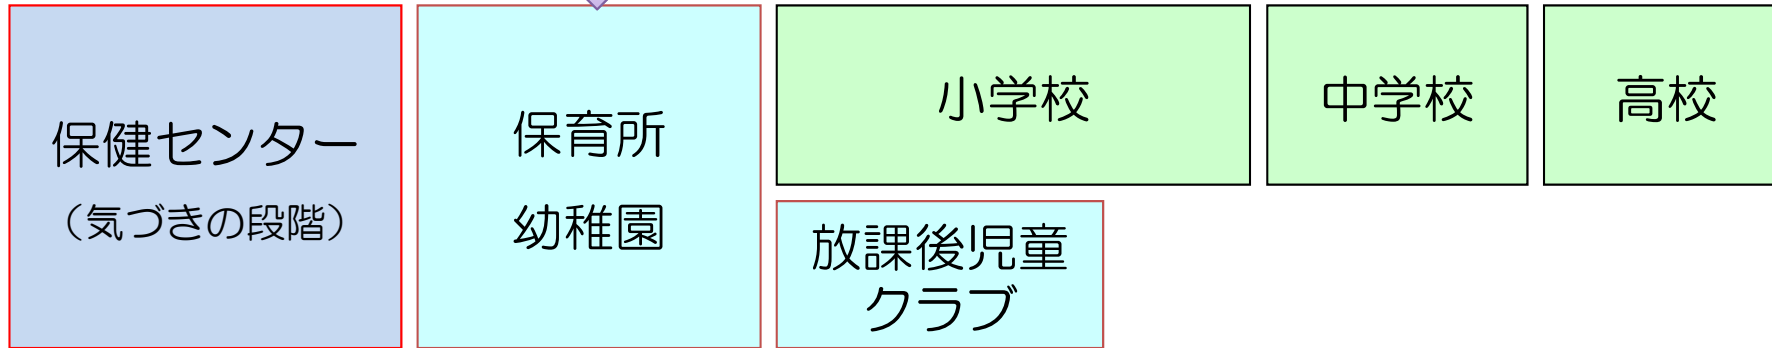 保健センター
（気づきの段階）
保育所
幼稚園
小学校
中学校
高校
放課後児童
クラブ